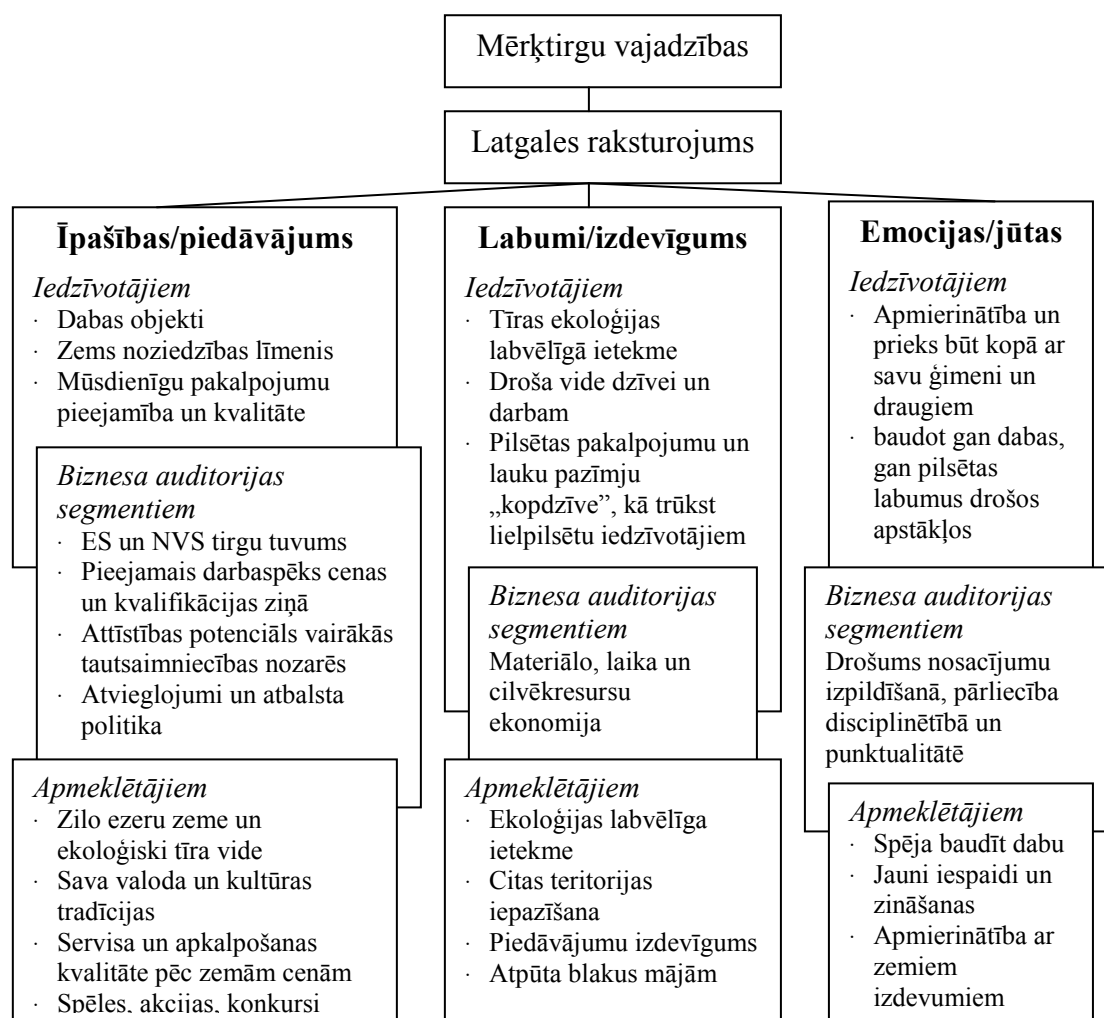 Mērķtirgu vajadzības
Latgales raksturojums
Īpašības/piedāvājums
Iedzīvotājiem
· Dabas objekti
· Zems noziedzības līmenis
· Mūsdienīgu pakalpojumu
pieejamība un kvalitāte
Biznesa auditorijas
segmentiem
· ES un NVS tirgu tuvums
· Pieejamais darbaspēks cenas
un kvalifikācijas ziņā
· Attīstības potenciāls vairākās
tautsaimniecības nozarēs
· Atvieglojumi un atbalsta
politika
Apmeklētājiem
· Zilo ezeru zeme un
ekoloģiski tīra vide
· Sava valoda un kultūras
tradīcijas
· Servisa un apkalpošanas
kvalitāte pēc zemām cenām
· Spēles, akcijas, konkursi
Labumi/izdevīgums
Iedzīvotājiem
· Tīras ekoloģijas
labvēlīgā ietekme
· Droša vide dzīvei un
darbam
· Pilsētas pakalpojumu un
lauku pazīmju
„kopdzīve”, kā trūkst
lielpilsētu iedzīvotājiem
Biznesa auditorijas
segmentiem
Materiālo, laika un
cilvēkresursu
ekonomija
Apmeklētājiem
· Ekoloģijas labvēlīga
ietekme
· Citas teritorijas
iepazīšana
· Piedāvājumu izdevīgums
· Atpūta blakus mājām
Emocijas/jūtas
Iedzīvotājiem
· Apmierinātība un
prieks būt kopā ar
savu ģimeni un
draugiem
· baudot gan dabas,
gan pilsētas
labumus drošos
apstākļos
Biznesa auditorijas
segmentiem
Drošums nosacījumu
izpildīšanā, pārliecība
disciplinētībā un
punktualitātē
Apmeklētājiem
· Spēja baudīt dabu
· Jauni iespaidi un
zināšanas
· Apmierinātība ar
zemiem
izdevumiem